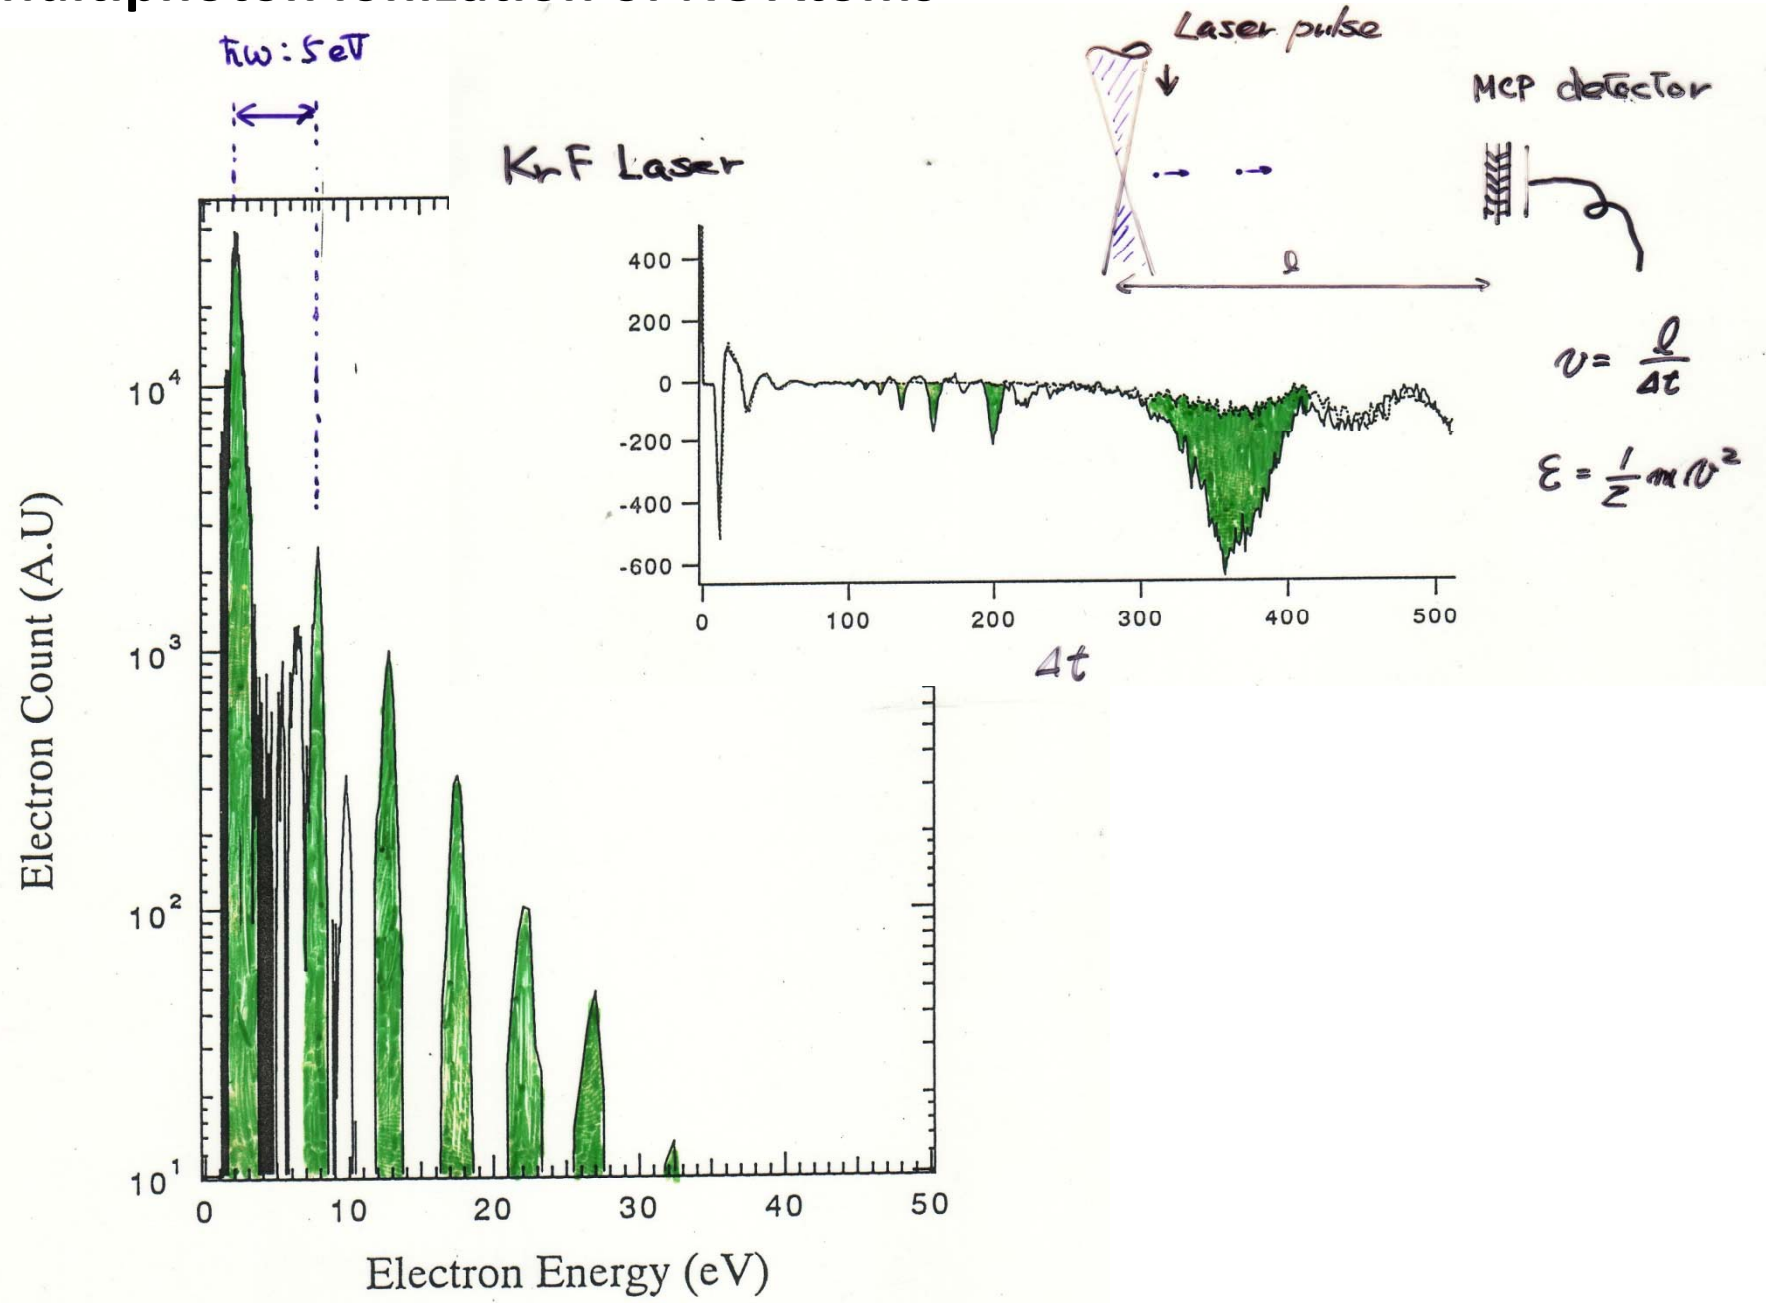 ħω: 5 eV
KrF Laser
Laser pulse
MCP detector
ℓ
v = ℓ/Δt
ε = 1/2 mv²
400
200
0
-200
-400
-600
0 100 200 300 400 500
Δt
Electron Count (A.U)
10⁴
10³
10²
10¹
0 10 20 30 40 50
Electron Energy (eV)